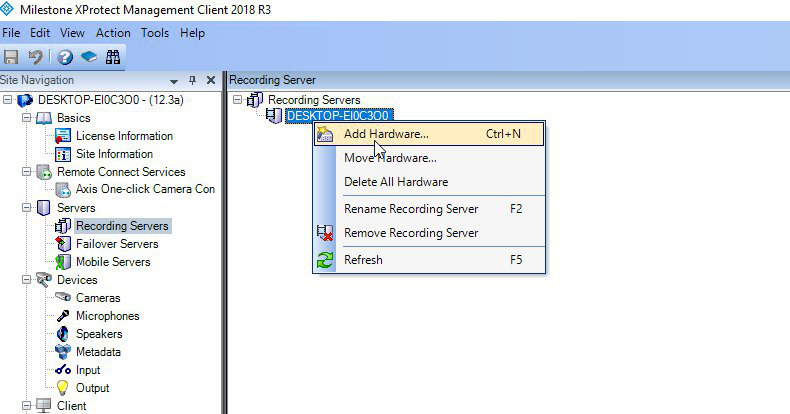 Milestone XProtect Management Client 2018 R3
File Edit View Action Tools Help
Site Navigation
DESKTOP-EI0C3O0 - (12.3a)
Basics
License Information
Site Information
Remote Connect Services
Axis One-click Camera Con
Servers
Recording Servers
Failover Servers
Mobile Servers
Devices
Cameras
Microphones
Speakers
Metadata
Input
Output
Client
Recording Server
Recording Servers
DESKTOP-EI0C3O0
Add Hardware... Ctrl+N
Move Hardware...
Delete All Hardware
Rename Recording Server F2
Remove Recording Server
Refresh F5